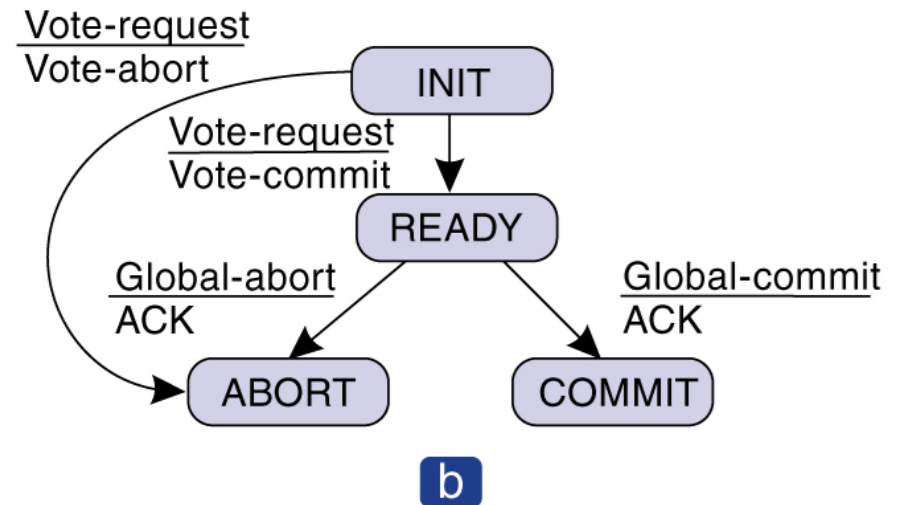 Vote-request
Vote-abort
INIT
Vote-request
Vote-commit
READY
Global-abort
ACK
Global-commit
ACK
ABORT
COMMIT
b